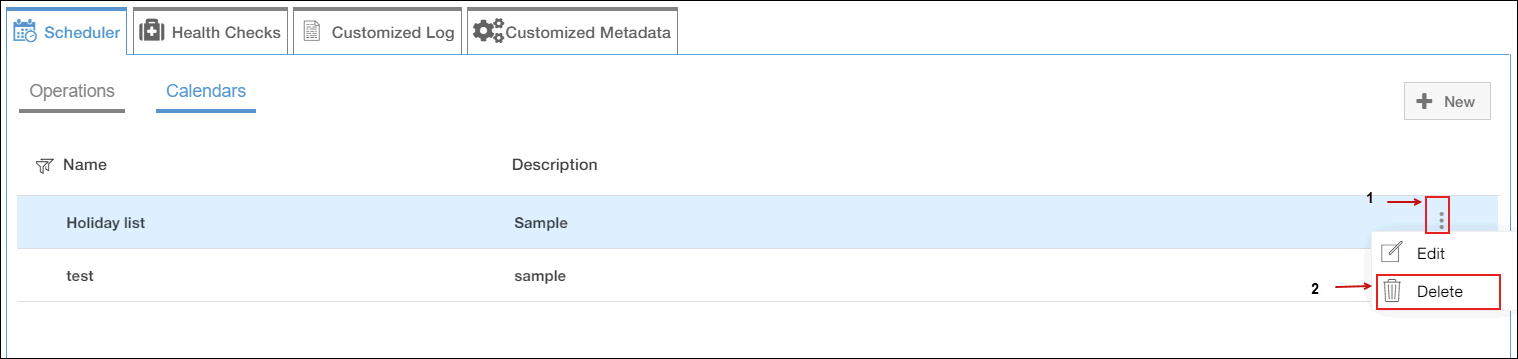 Scheduler Health Checks Customized Log Customized Metadata
Operations Calendars
New
Name Description
1
Holiday list Sample
Edit
test sample
2 Delete